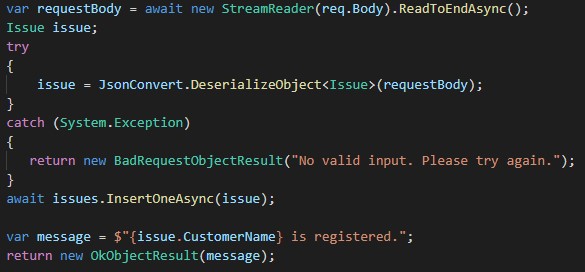 var requestBody = await new StreamReader(req.Body).ReadToEndAsync();
Issue issue;
try
{
    issue = JsonConvert.DeserializeObject<Issue>(requestBody);
}
catch (System.Exception)
{
   return new BadRequestObjectResult("No valid input. Please try again.");
}
await issues.InsertOneAsync(issue);

var message = $"{issue.CustomerName} is registered.";
return new OkObjectResult(message);